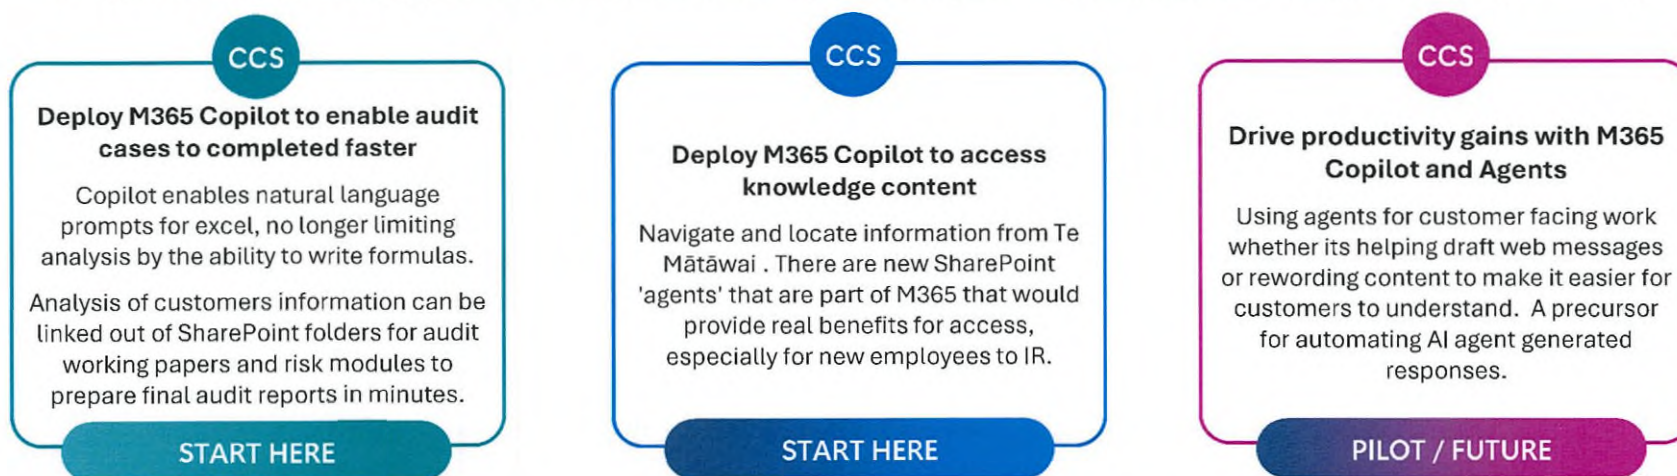 CCS
Deploy M365 Copilot to enable audit
cases to completed faster
Copilot enables natural language
prompts for excel, no longer limiting
analysis by the ability to write formulas.
Analysis of customers information can be
linked out of SharePoint folders for audit
working papers and risk modules to
prepare final audit reports in minutes.
START HERE
CCS
Deploy M365 Copilot to access
knowledge content
Navigate and locate information from Te
Mātāwai . There are new SharePoint
'agents' that are part of M365 that would
provide real benefits for access,
especially for new employees to IR.
START HERE
CCS
Drive productivity gains with M365
Copilot and Agents
Using agents for customer facing work
whether its helping draft web messages
or rewording content to make it easier for
customers to understand.  A precursor
for automating AI agent generated
responses.
PILOT / FUTURE